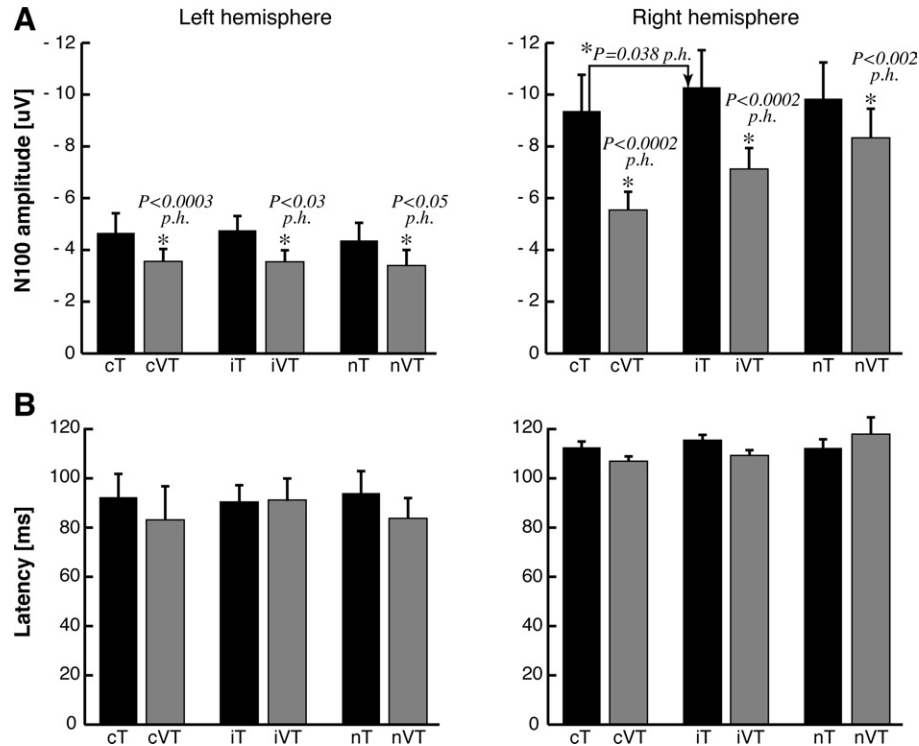 A
Left hemisphere
Right hemisphere
N100 amplitude [uV]
- 12
- 10
- 8
- 6
- 4
- 2
0
P<0.0003
p.h.
*
P<0.03
p.h.
*
P<0.05
p.h.
*
cT cVT iT iVT nT nVT
- 12
- 10
- 8
- 6
- 4
- 2
0
*P=0.038 p.h.
P<0.0002
p.h.
*
P<0.0002
p.h.
*
P<0.002
p.h.
*
cT cVT iT iVT nT nVT
B
Latency [ms]
120
100
80
60
40
20
0
cT cVT iT iVT nT nVT
120
100
80
60
40
20
0
cT cVT iT iVT nT nVT